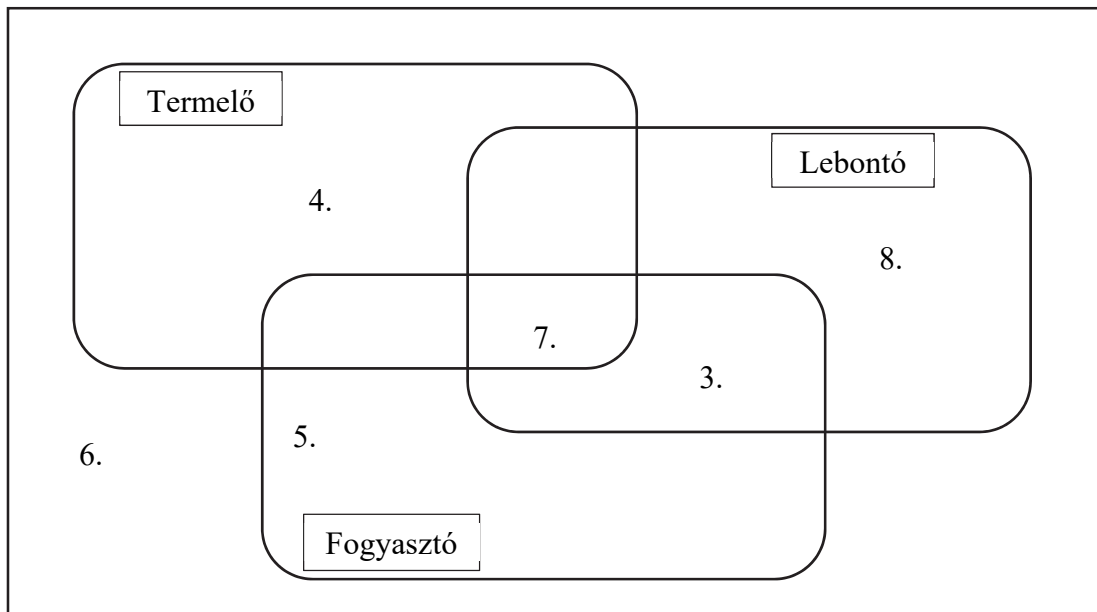 Termelő
Lebontó
4.
8.
7.
3.
5.
6.
Fogyasztó